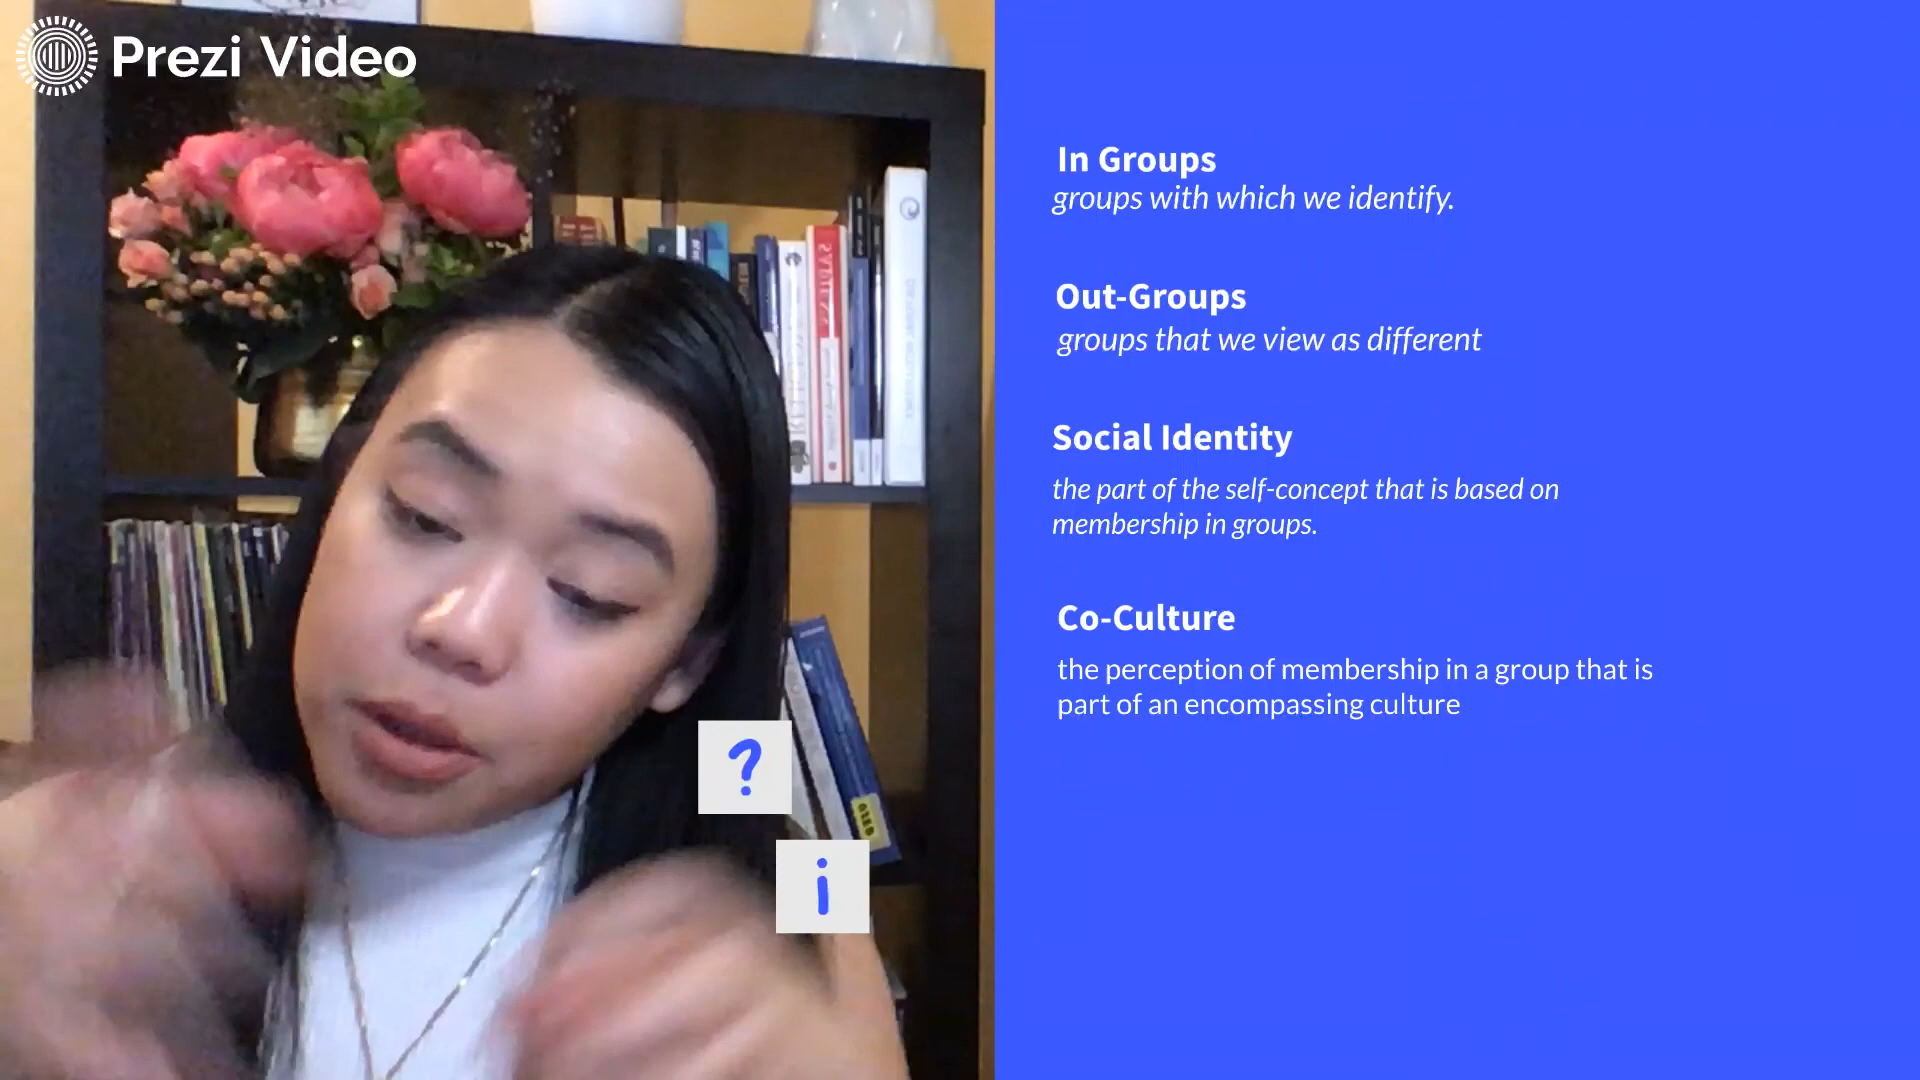 Prezi Video
In Groups
groups with which we identify.
Out-Groups
groups that we view as different
Social Identity
the part of the self-concept that is based on
membership in groups.
Co-Culture
the perception of membership in a group that is
part of an encompassing culture
?
i